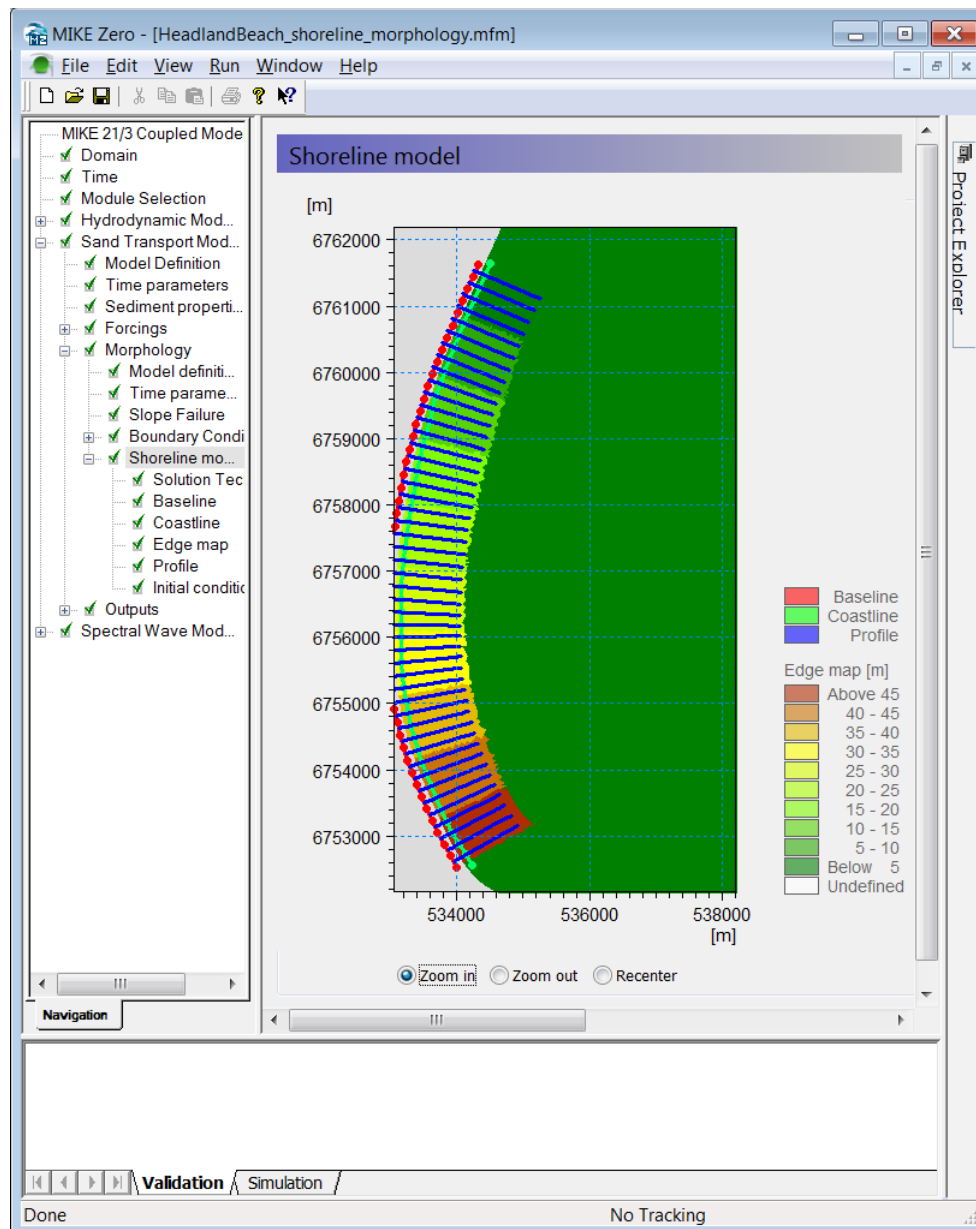 MIKE Zero - [HeadlandBeach_shoreline_morphology.mfm]
File Edit View Run Window Help
MIKE 21/3 Coupled Mode
Domain
Time
Module Selection
Hydrodynamic Mod...
Sand Transport Mod...
Model Definition
Time parameters
Sediment properti...
Forcings
Morphology
Model definiti...
Time parame...
Slope Failure
Boundary Condi
Shoreline mo...
Solution Tec
Baseline
Coastline
Edge map
Profile
Initial conditic
Outputs
Spectral Wave Mod...
Navigation
Shoreline model
[m]
6762000
6761000
6760000
6759000
6758000
6757000
6756000
6755000
6754000
6753000
534000 536000 538000
[m]
Baseline
Coastline
Profile
Edge map [m]
Above 45
40 - 45
35 - 40
30 - 35
25 - 30
20 - 25
15 - 20
10 - 15
5 - 10
Below 5
Undefined
Zoom in Zoom out Recenter
Project Explorer
Validation Simulation
Done No Tracking